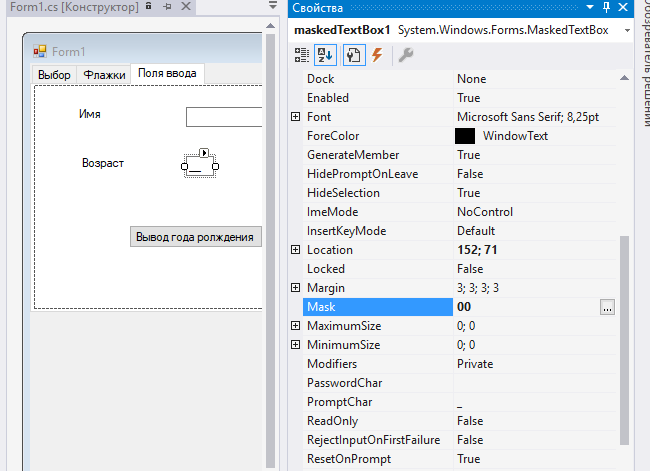 Form1.cs [Конструктор]
Свойства
maskedTextBox1 System.Windows.Forms.MaskedTextBox
Form1
Выбор Флажки Поля ввода
Имя
Возраст
__
Вывод годаролждения
Dock None
Enabled True
Font Microsoft Sans Serif; 8,25pt
ForeColor WindowText
GenerateMember True
HidePromptOnLeave False
HideSelection True
ImeMode NoControl
InsertKeyMode Default
Location 152; 71
Locked False
Margin 3; 3; 3; 3
Mask 00 ...
MaximumSize 0; 0
MinimumSize 0; 0
Modifiers Private
PasswordChar
PromptChar _
ReadOnly False
RejectInputOnFirstFailure False
ResetOnPrompt True
Обозреватель решений